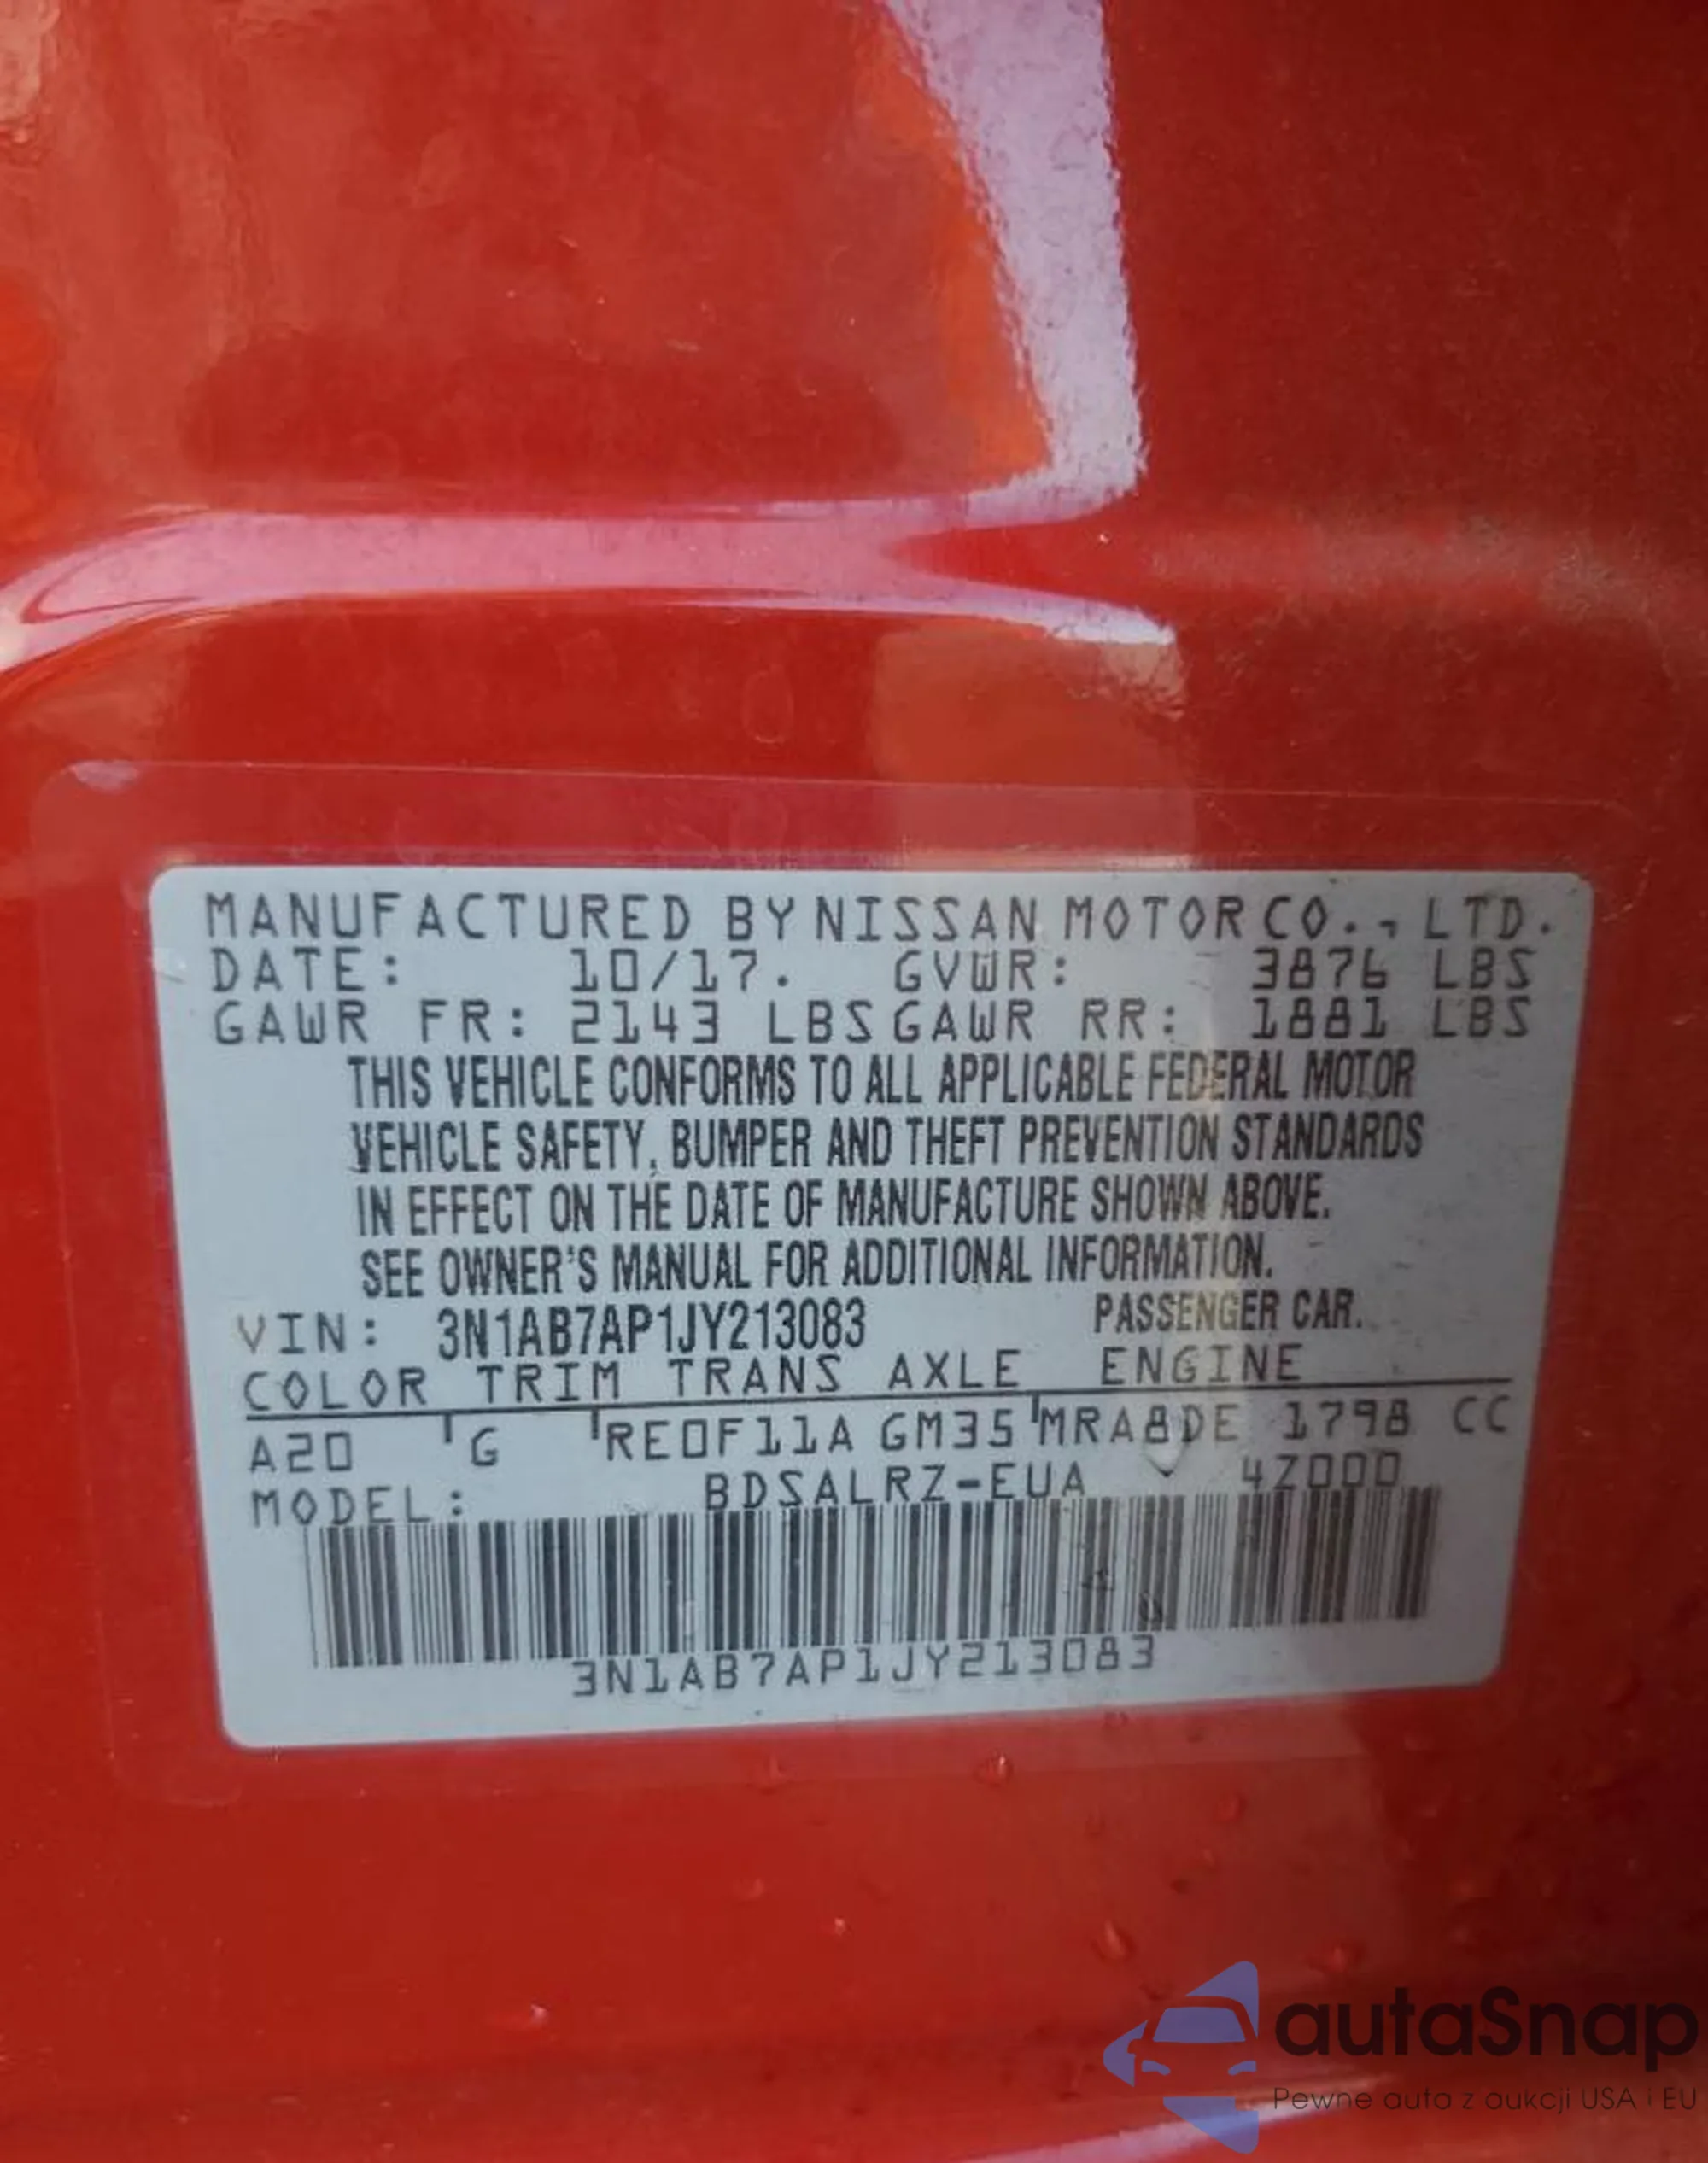 MANUFACTURED BY NISSAN MOTOR CO., LTD.
DATE: 10/17. GVWR: 3876 LBS
GAWR FR: 2143 LBS GAWR RR: 1881 LBS
THIS VEHICLE CONFORMS TO ALL APPLICABLE FEDERAL MOTOR
VEHICLE SAFETY, BUMPER AND THEFT PREVENTION STANDARDS
IN EFFECT ON THE DATE OF MANUFACTURE SHOWN ABOVE.
SEE OWNER'S MANUAL FOR ADDITIONAL INFORMATION.
VIN: 3N1AB7AP1JY213083 PASSENGER CAR.
COLOR TRIM TRANS AXLE ENGINE
A20 G RE0F11A GM35 MRA8DE 1798 CC
MODEL: BDSALRZ-EUA 4Z000
3N1AB7AP1JY213083
autaSnap
Pewne auta z aukcji USA i EU